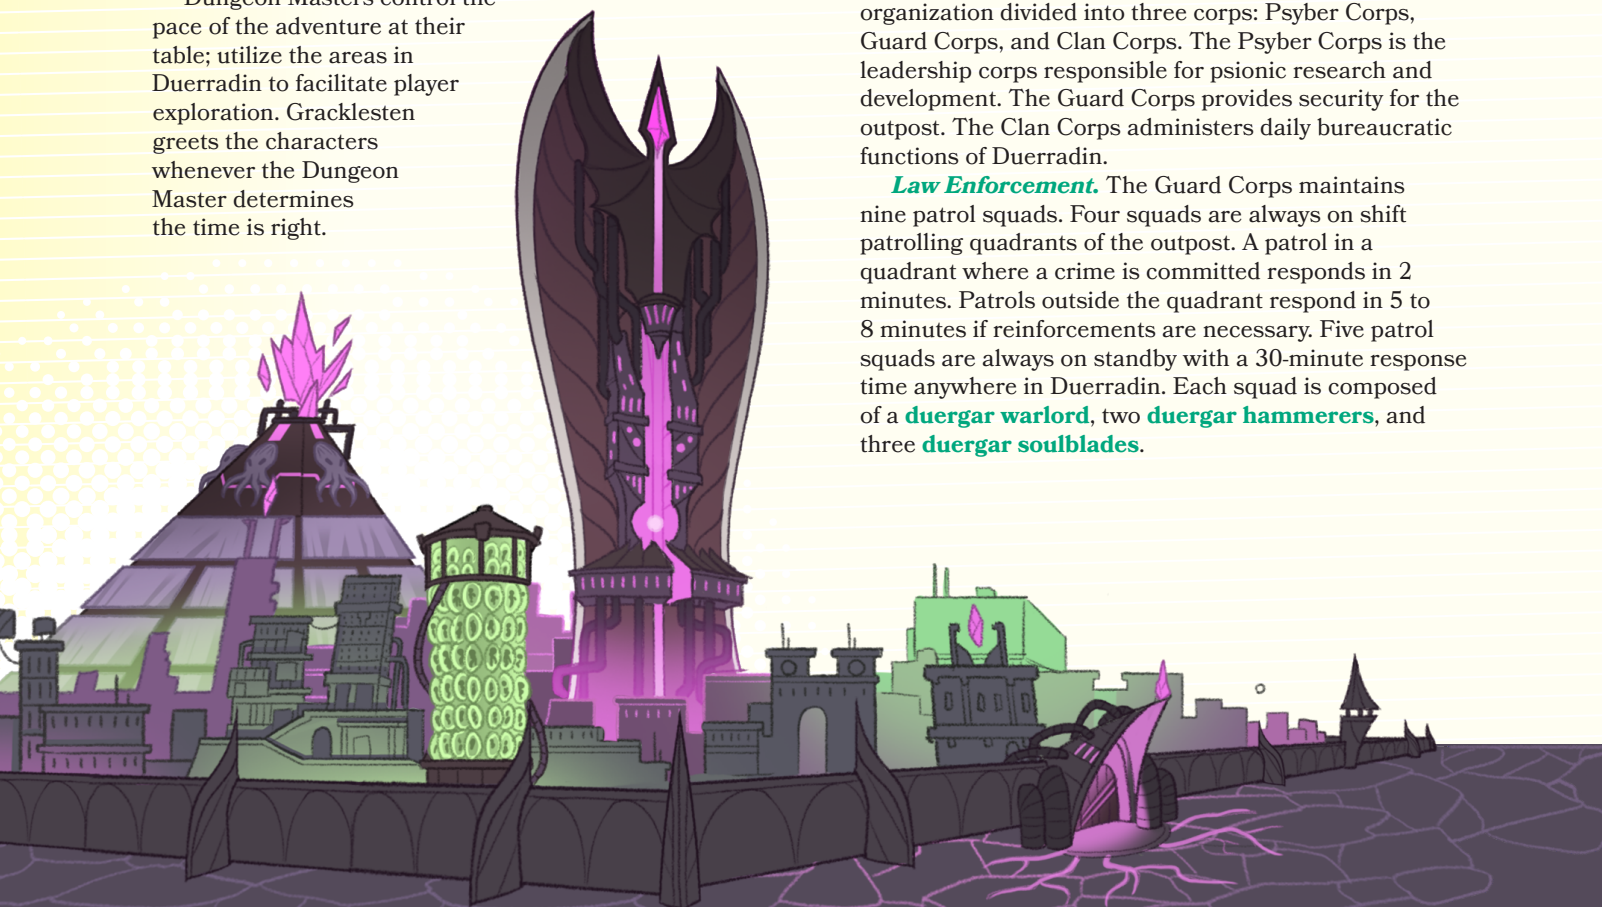 Dungeon Masters control the
pace of the adventure at their
table; utilize the areas in
Duerradin to facilitate player
exploration. Gracklesten
greets the characters
whenever the Dungeon
Master determines
the time is right.
organization divided into three corps: Psyber Corps,
Guard Corps, and Clan Corps. The Psyber Corps is the
leadership corps responsible for psionic research and
development. The Guard Corps provides security for the
outpost. The Clan Corps administers daily bureaucratic
functions of Duerradin.
Law Enforcement. The Guard Corps maintains
nine patrol squads. Four squads are always on shift
patrolling quadrants of the outpost. A patrol in a
quadrant where a crime is committed responds in 2
minutes. Patrols outside the quadrant respond in 5 to
8 minutes if reinforcements are necessary. Five patrol
squads are always on standby with a 30-minute response
time anywhere in Duerradin. Each squad is composed
of a duergar warlord, two duergar hammerers, and
three duergar soulblades.